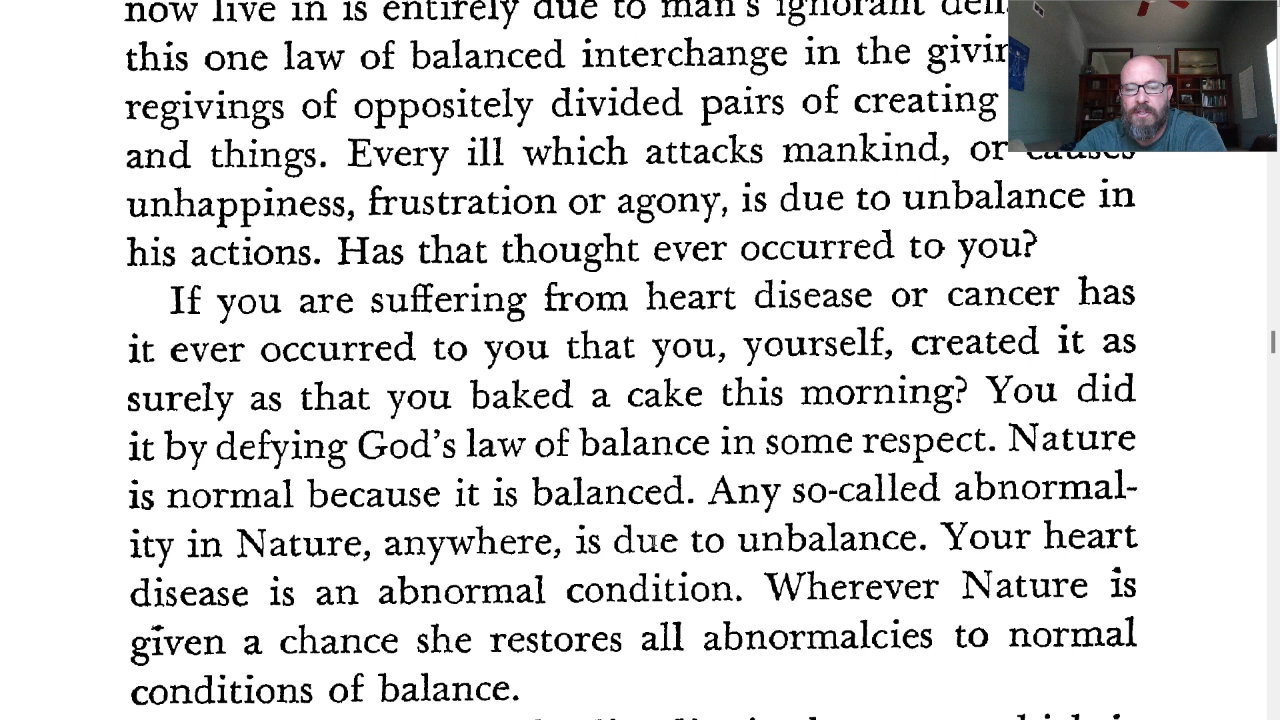 now live in is entirely due to man's ignorant
this one law of balanced interchange in the
regivings of oppositely divided pairs of creating
and things. Every ill which attacks mankind, or causes
unhappiness, frustration or agony, is due to unbalance in
his actions. Has that thought ever occurred to you?
If you are suffering from heart disease or cancer has
it ever occurred to you that you, yourself, created it as
surely as that you baked a cake this morning? You did
it by defying God's law of balance in some respect. Nature
is normal because it is balanced. Any so-called abnormal-
ity in Nature, anywhere, is due to unbalance. Your heart
disease is an abnormal condition. Wherever Nature is
given a chance she restores all abnormalcies to normal
conditions of balance.